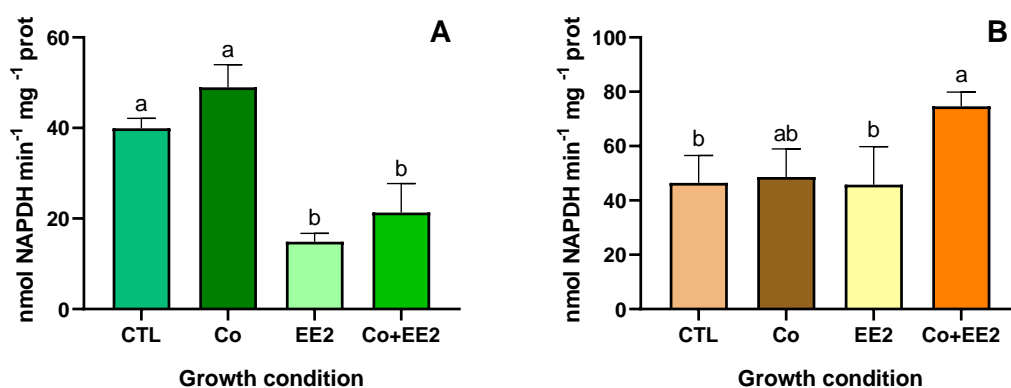 A
nmol NAPDH min⁻¹ mg ⁻¹ prot
60
40
20
0
a
a
b
b
CTL
Co
EE2
Co+EE2
Growth condition
B
nmol NAPDH min⁻¹ mg ⁻¹ prot
100
80
60
40
20
0
b
ab
b
a
CTL
Co
EE2
Co+EE2
Growth condition